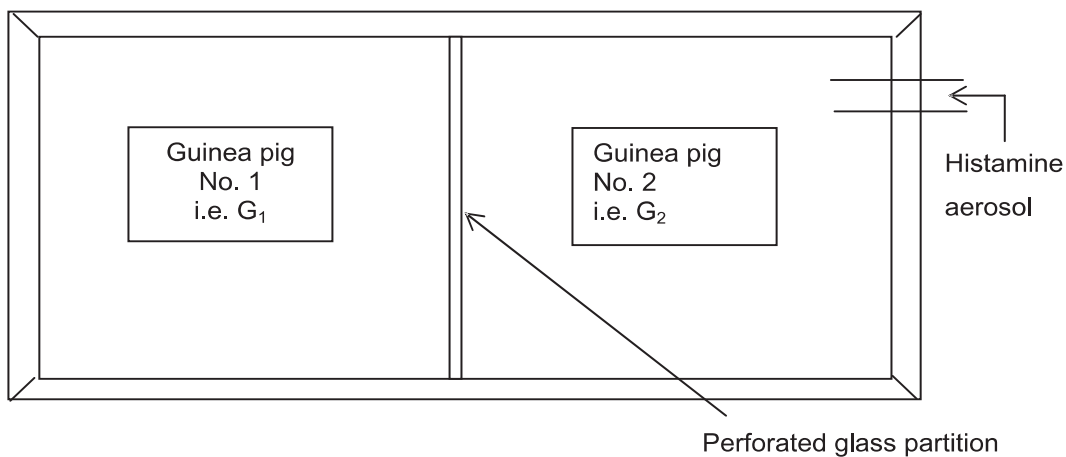 Guinea pig
No. 1
i.e. G₁
Guinea pig
No. 2
i.e. G₂
Histamine
aerosol
Perforated glass partition